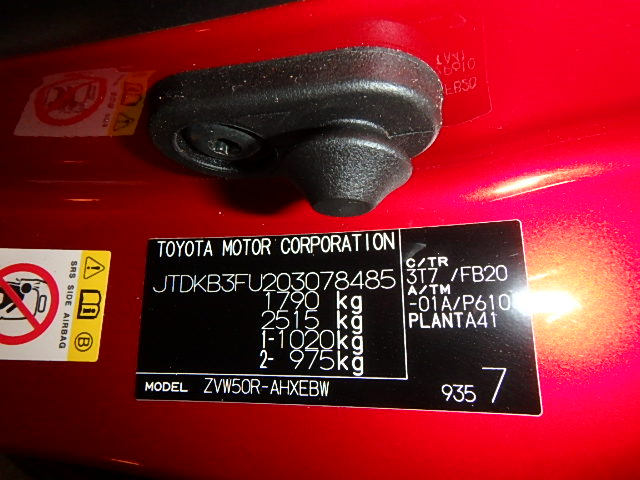 TOYOTA MOTOR CORPORATION
JTDKB3FU203078485
1790 kg
2515 kg
1-1020kg
2- 975kg
C/TR
3T7 /FB20
A/TM
-01A/P610
PLANTA41
MODEL ZVW50R-AHXEBW
935 7
SRS SIDE AIRBAG